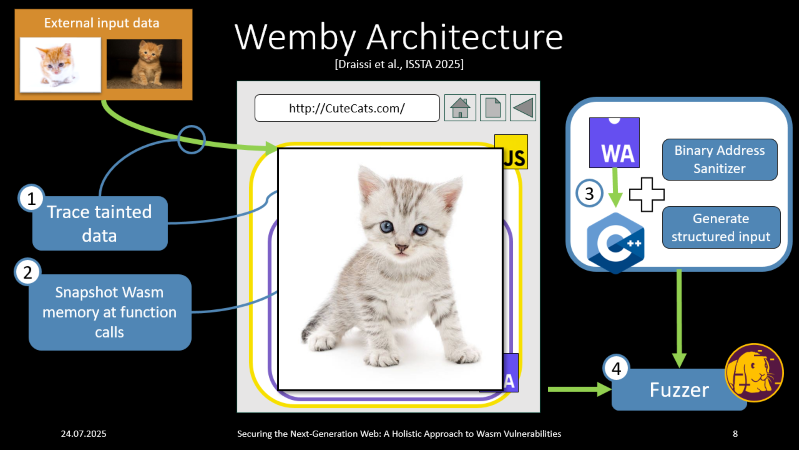 External input data
Wemby Architecture
[Draissi et al., ISSTA 2025]
http://CuteCats.com/
JS
WA
Binary Address
Sanitizer
3
1
Trace tainted
data
C++
Generate
structured input
2
Snapshot Wasm
memory at function
calls
A
4
Fuzzer
24.07.2025
Securing the Next-Generation Web: A Holistic Approach to Wasm Vulnerabilities
8